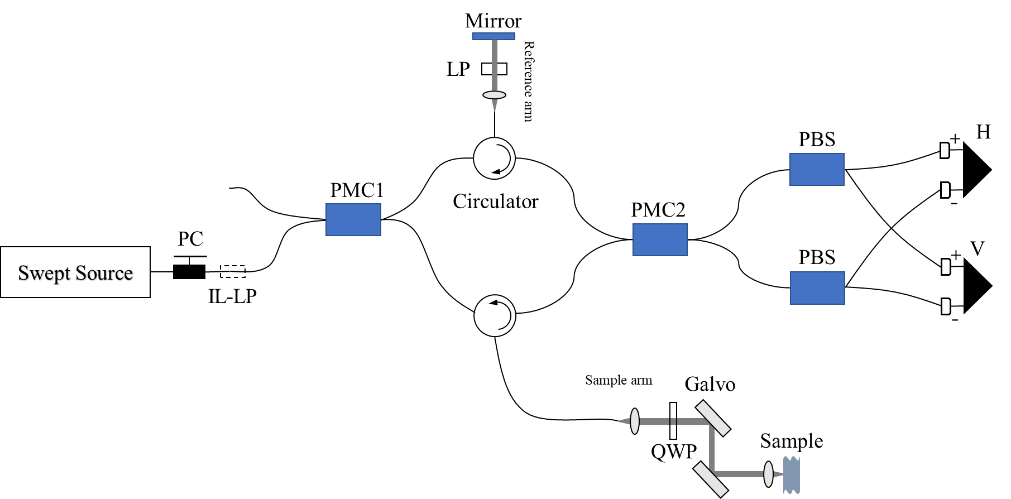 Mirror
LP
Reference arm
PBS
+
H
-
Circulator
PMC1
PMC2
PC
Swept Source
IL-LP
PBS
+
V
-
Sample arm
Galvo
QWP
Sample